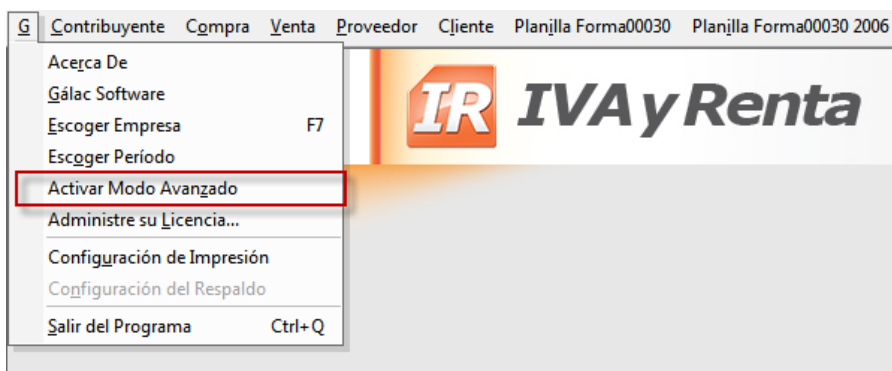 G Contribuyente Compra Venta Proveedor Cliente Planilla Forma00030 Planilla Forma00030 2006
Acerca De
Gálac Software
Escoger Empresa F7
Escoger Período
Activar Modo Avanzado
Administre su Licencia...
Configuración de Impresión
Configuración del Respaldo
Salir del Programa Ctrl+Q
IR IVA y Renta